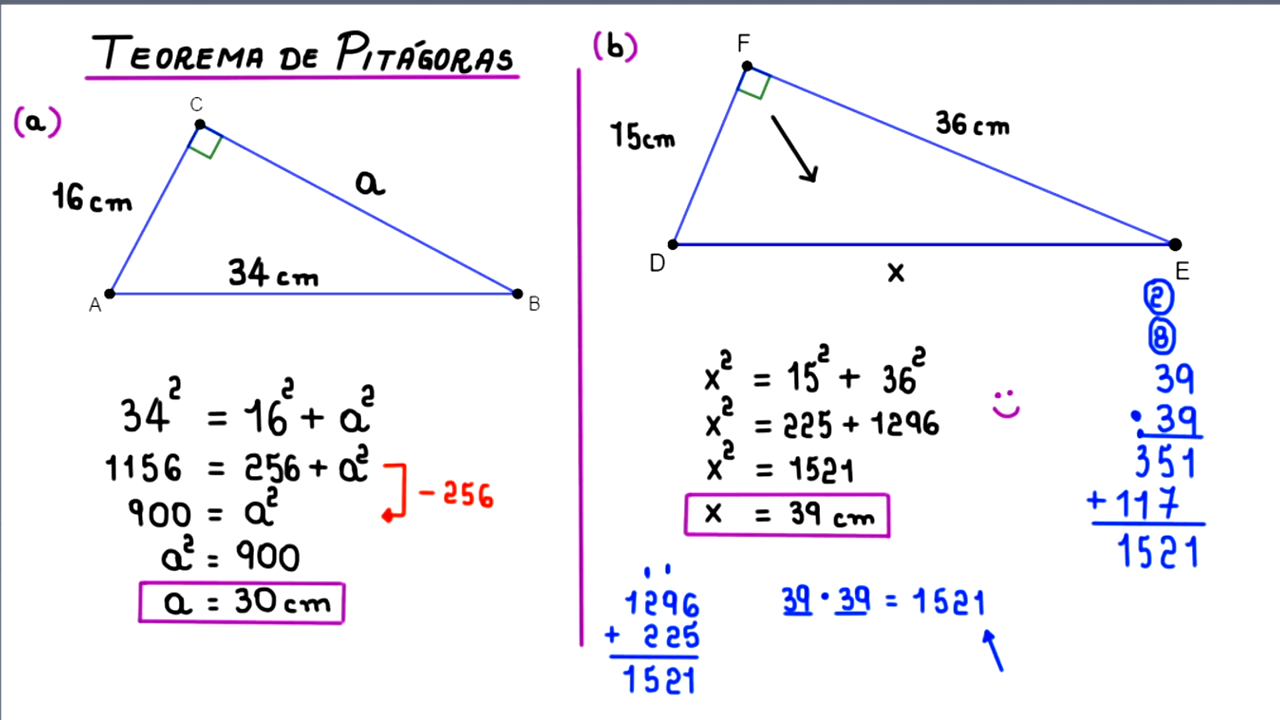 TEOREMA DE PITÁGORAS
(a)
C
16 cm
a
34 cm
A
B
34² = 16² + a²
1156 = 256 + a²
- 256
900 = a²
a² = 900
a = 30 cm
(b)
F
15 cm
36 cm
D
E
x
x² = 15² + 36²
x² = 225 + 1296
x² = 1521
x = 39 cm
2
8
39
· 39
351
+ 117
1521
1296
+ 225
1521
39 · 39 = 1521